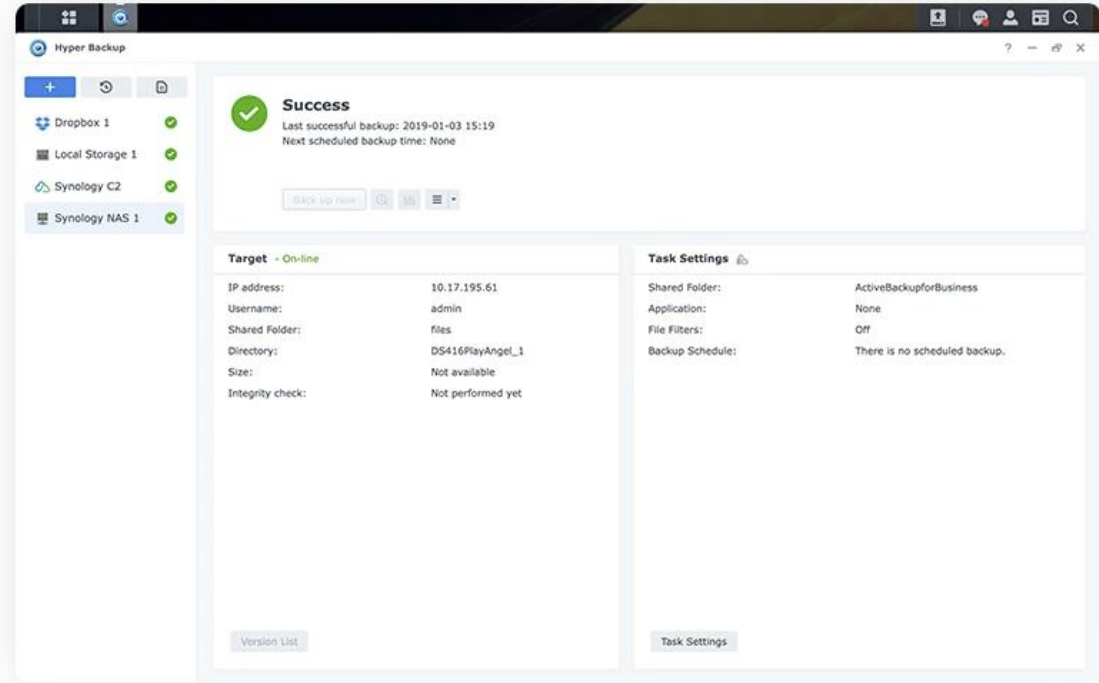 Hyper Backup
?
+
Dropbox 1
Local Storage 1
Synology C2
Synology NAS 1
Success
Last successful backup: 2019-01-03 15:19
Next scheduled backup time: None
Back up now
Target - On-line
IP address: 10.17.195.61
Username: admin
Shared Folder: files
Directory: DS416PlayAngel_1
Size: Not available
Integrity check: Not performed yet
Version List
Task Settings
Shared Folder: ActiveBackupforBusiness
Application: None
File Filters: Off
Backup Schedule: There is no scheduled backup.
Task Settings